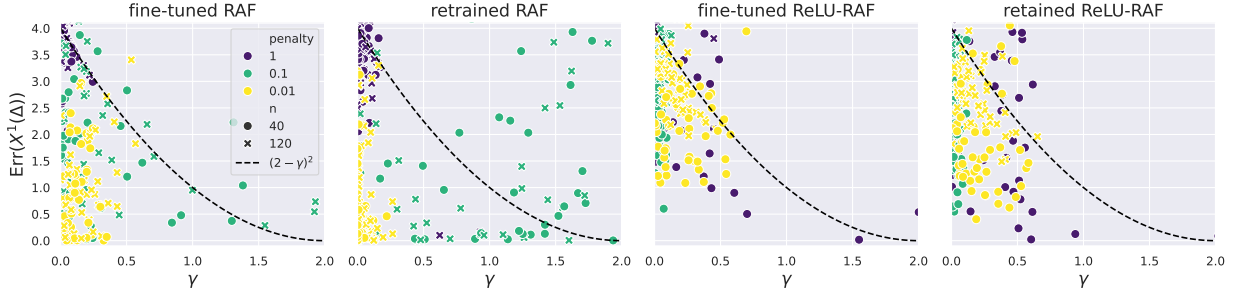 fine-tuned RAF
retrained RAF
fine-tuned ReLU-RAF
retained ReLU-RAF
Err(X¹(Δ))
4.0
3.5
3.0
2.5
2.0
1.5
1.0
0.5
0.0
penalty
1
0.1
0.01
n
40
120
(2 − γ)²
0.0 0.5 1.0 1.5 2.0
0.0 0.5 1.0 1.5 2.0
0.0 0.5 1.0 1.5 2.0
0.0 0.5 1.0 1.5 2.0
γ
γ
γ
γ